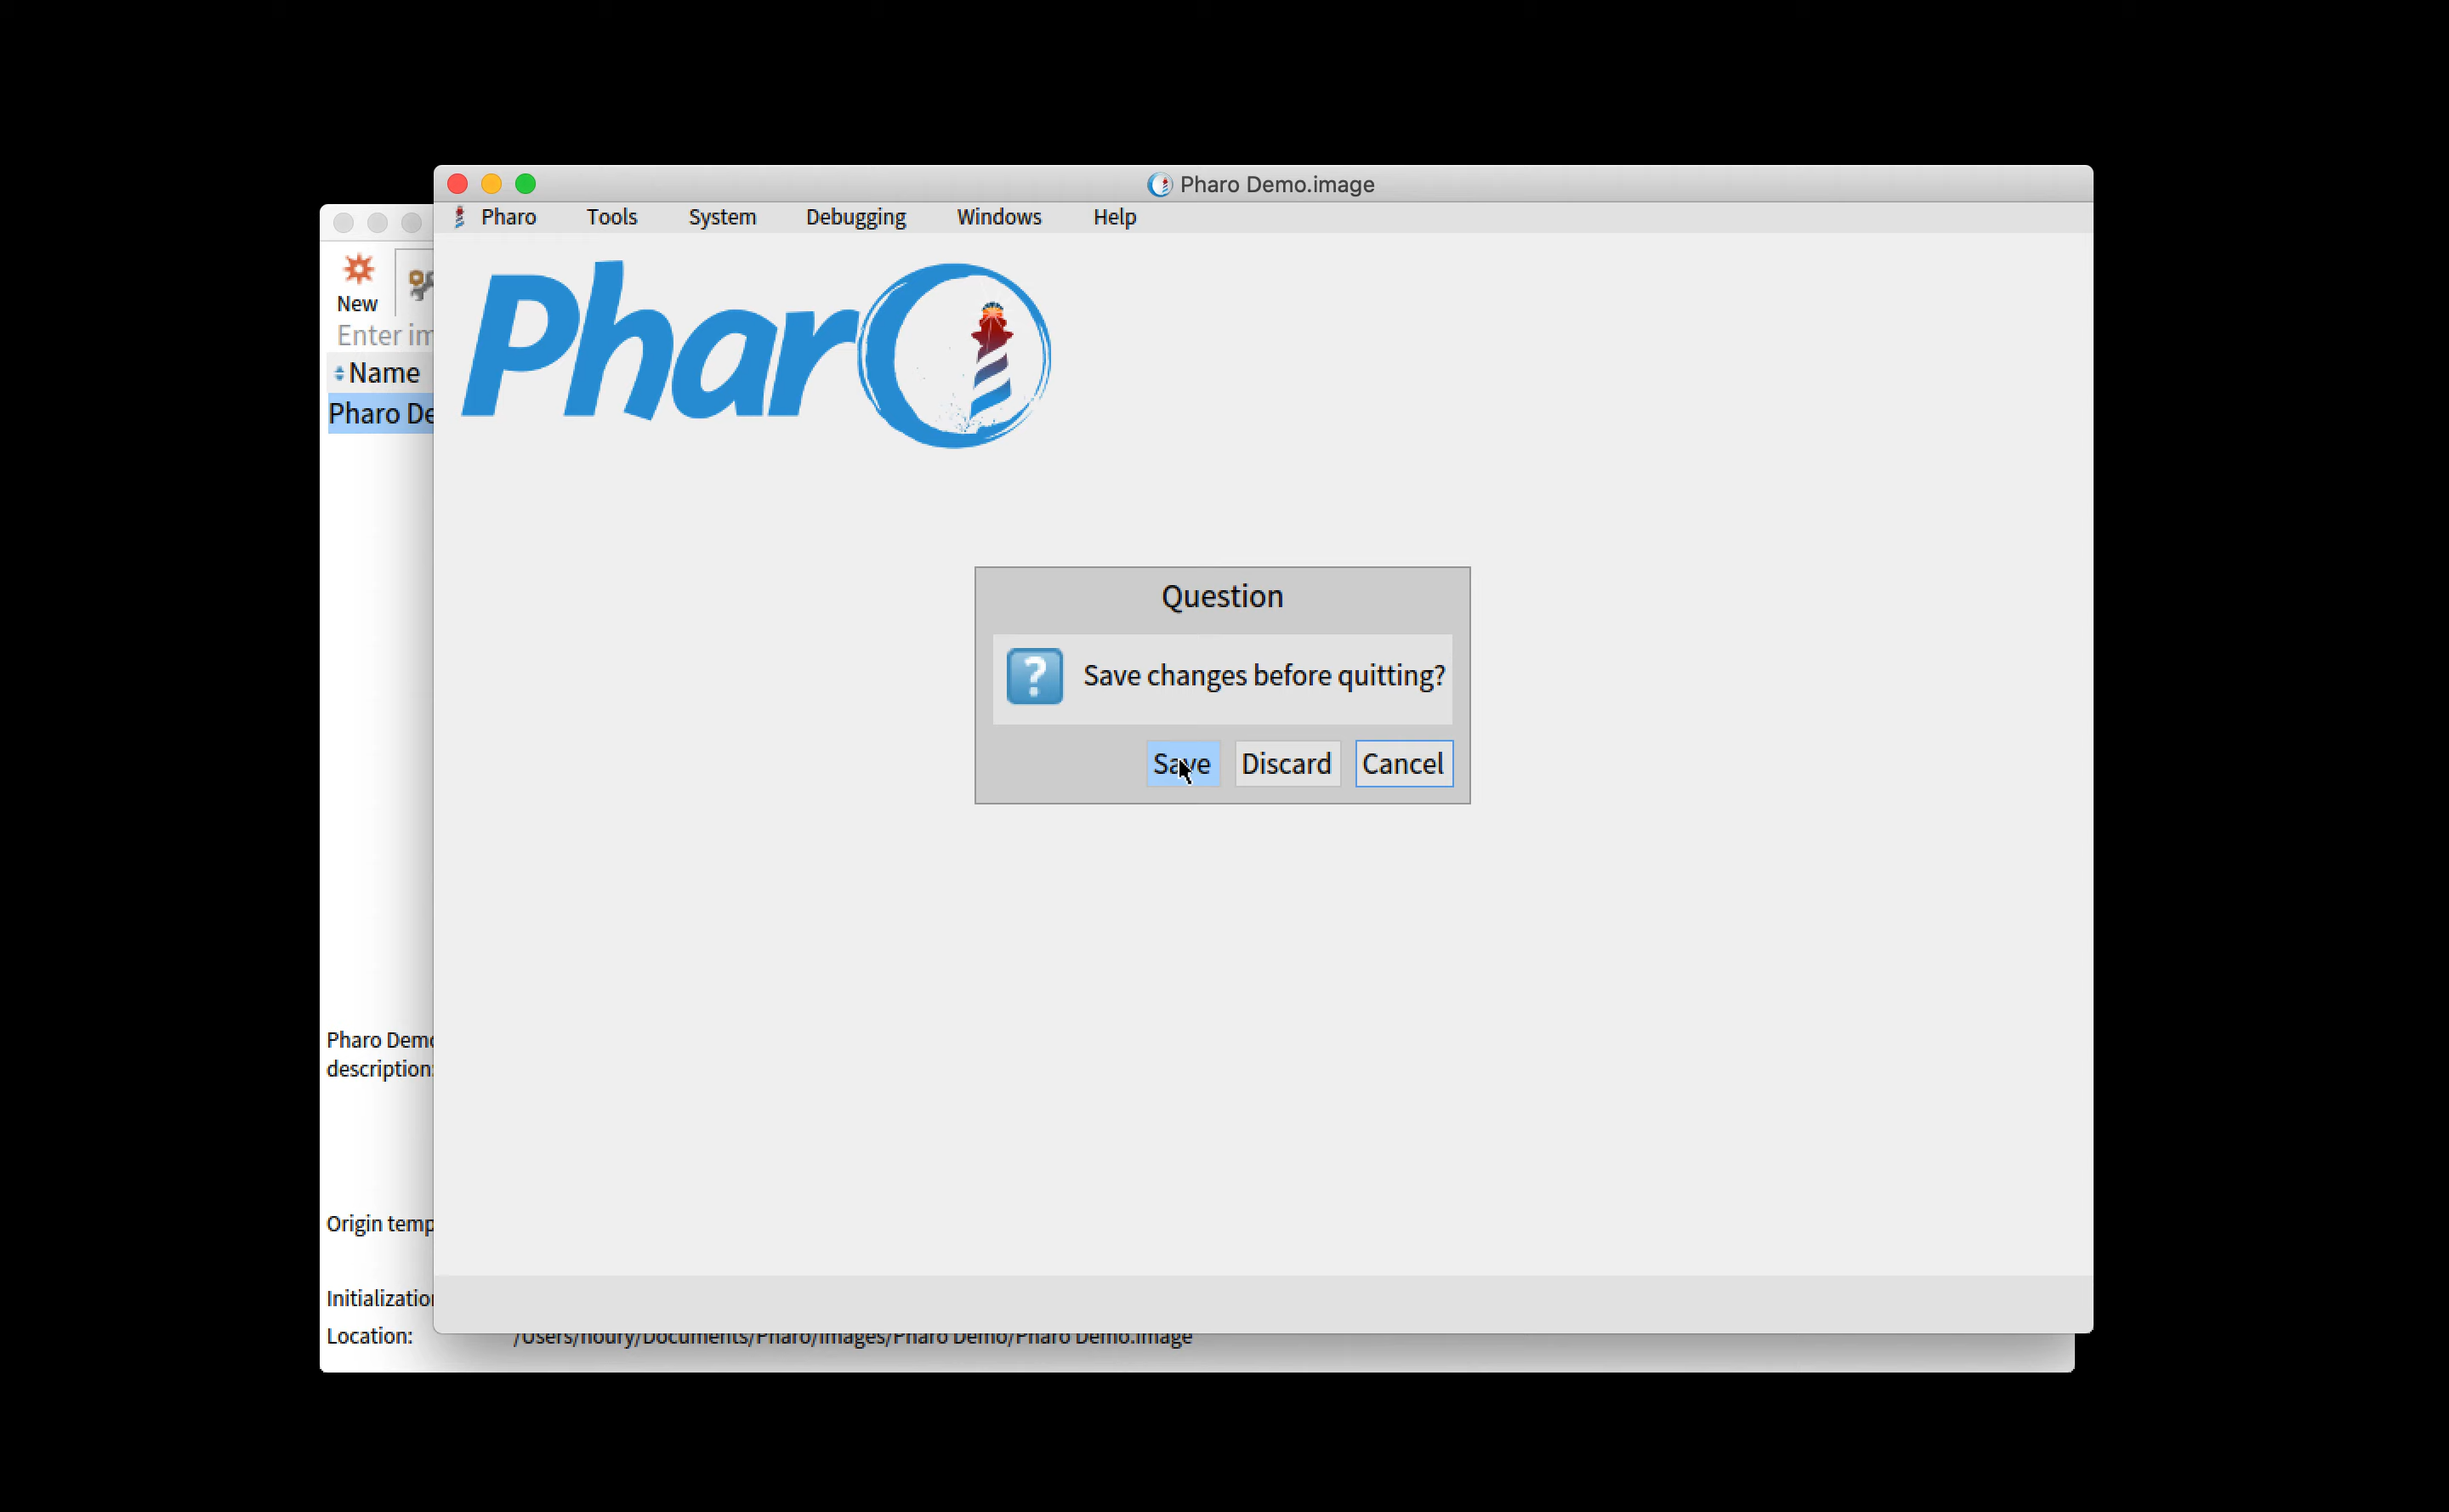 Pharo Demo.image
Pharo Tools System Debugging Windows Help
Pharo
New
Enter im
Name
Pharo De
Question
?
Save changes before quitting?
Save Discard Cancel
Pharo Demo
description:
Origin temp
Initialization
Location: /Users/noury/Documents/Pharo/images/Pharo Demo/Pharo Demo.image